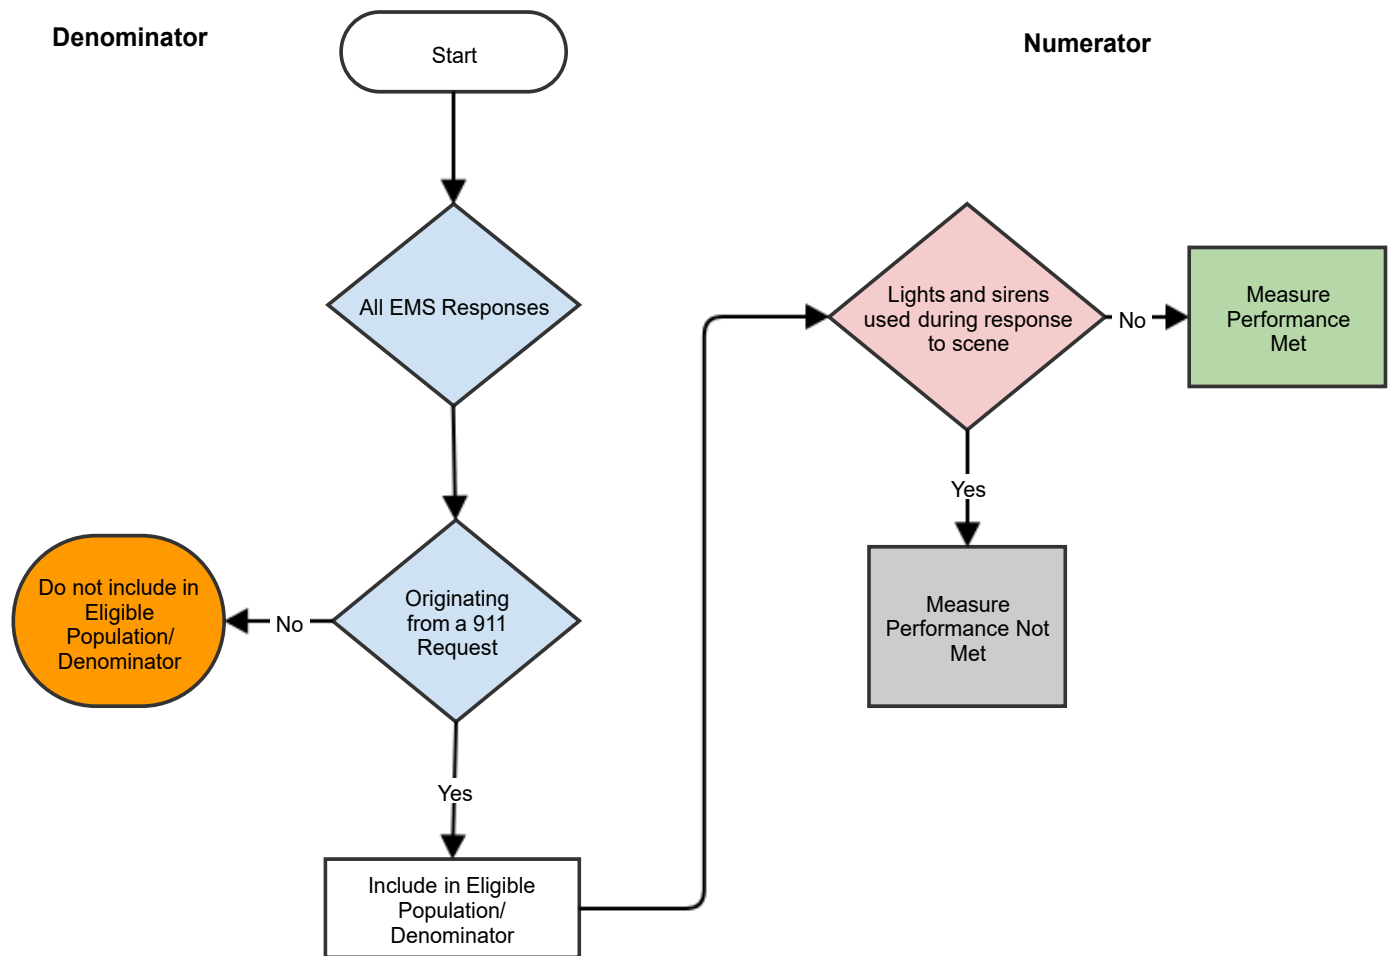 Denominator
Start
Numerator
All EMS Responses
Lights and sirens
used during response
to scene
No
Measure
Performance
Met
Yes
Measure
Performance Not
Met
Originating
from a 911
Request
No
Do not include in
Eligible
Population/
Denominator
Yes
Include in Eligible
Population/
Denominator